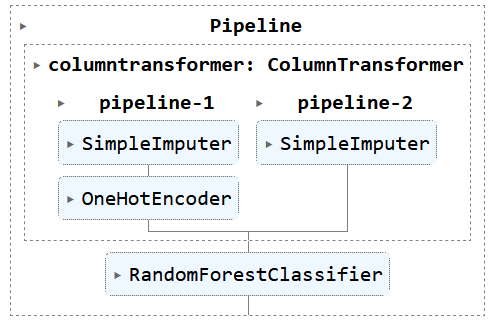 Pipeline
columntransformer: ColumnTransformer
pipeline-1 pipeline-2
SimpleImputer SimpleImputer
OneHotEncoder
RandomForestClassifier